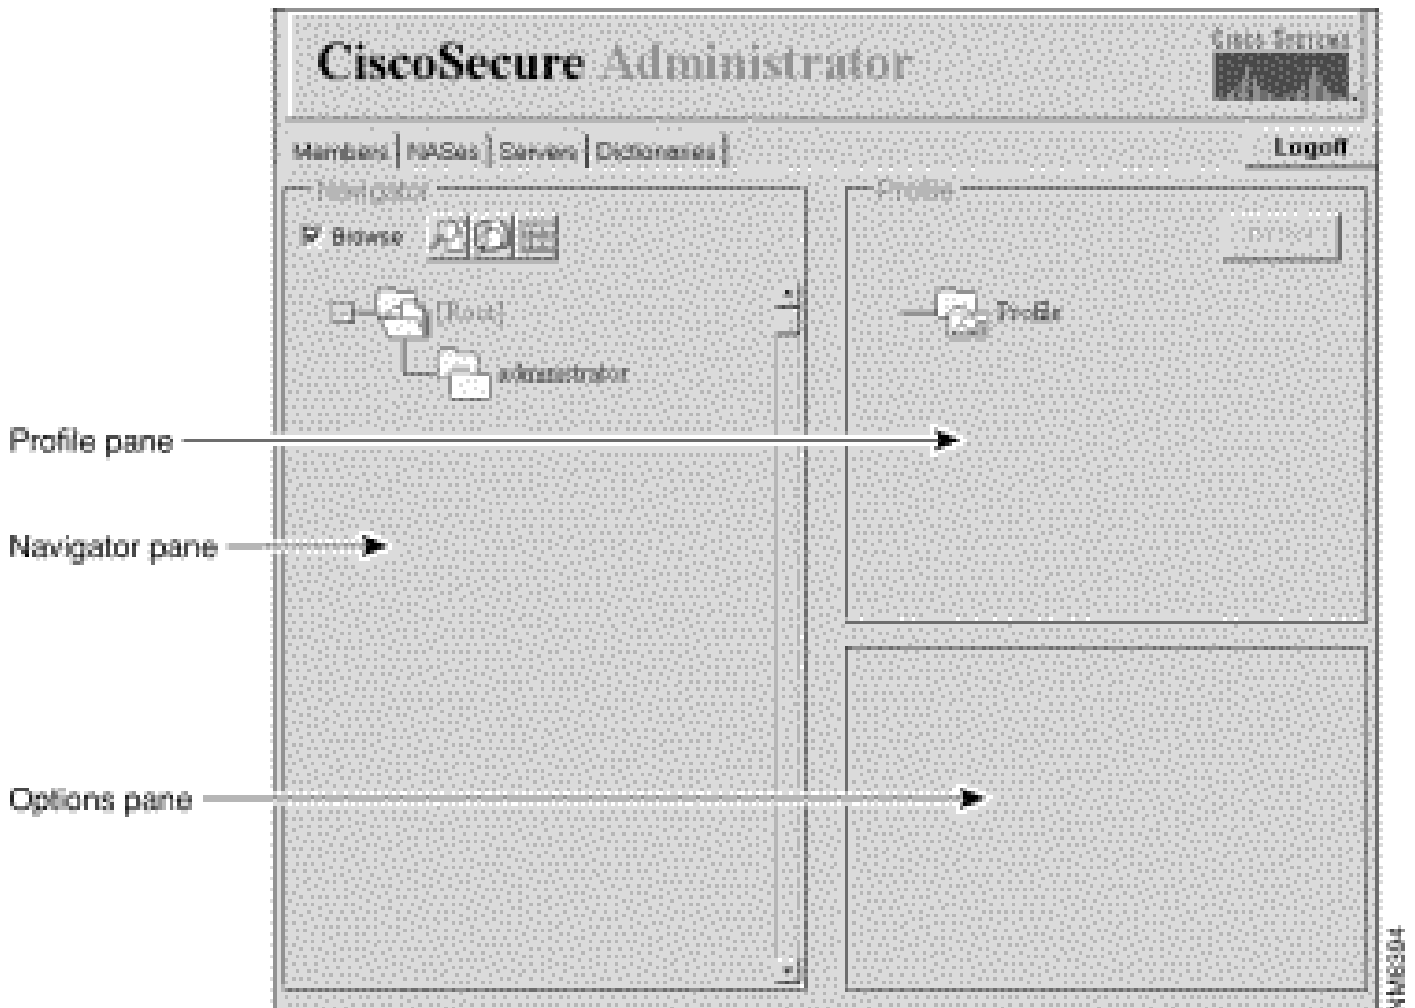 CiscoSecure Administrator
CISCO SYSTEMS
Members NASes Servers Dictionaries
Logoff
Navigator
Profile
Browse
[Root]
Profile
administrator
Profile pane
Navigator pane
Options pane